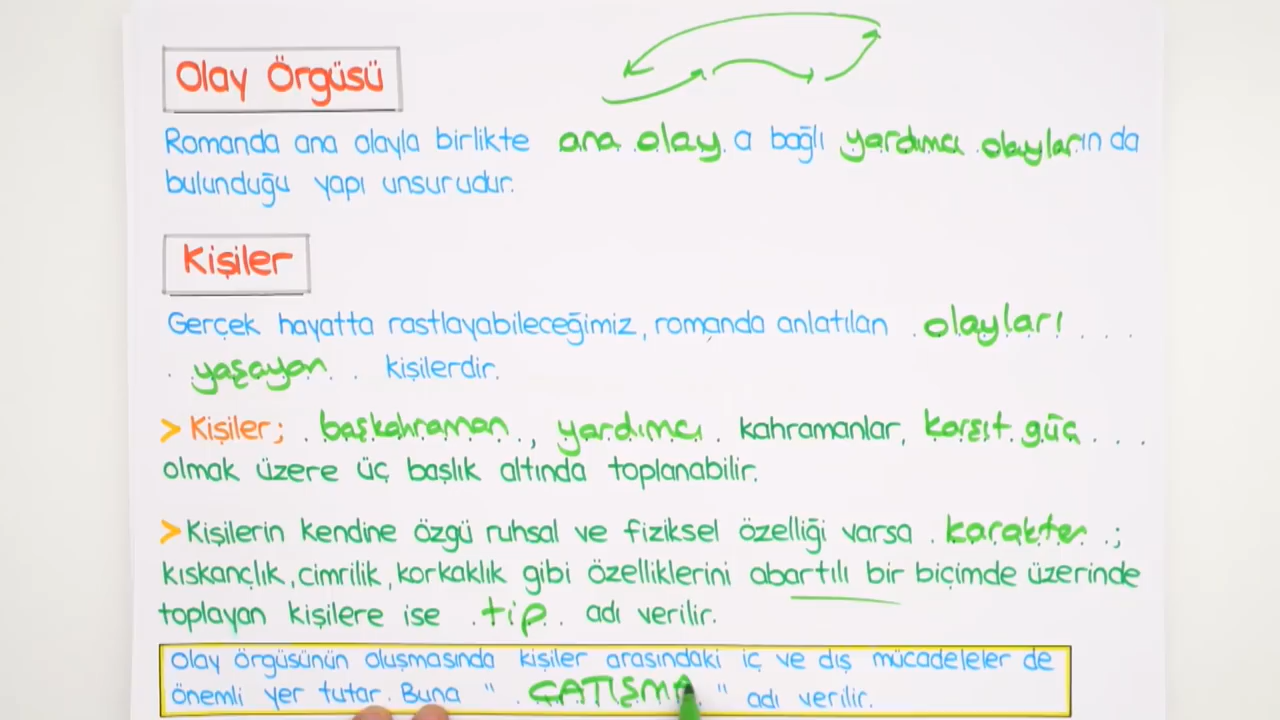 Olay Örgüsü
Romanda ana olayla birlikte ana olay a bağlı yardımcı olayların da
bulunduğu yapı unsurudur.
Kişiler
Gerçek hayatta rastlayabileceğimiz, romanda anlatılan olayları
yaşayan kişilerdir.
> Kişiler; başkahraman, yardımcı kahramanlar, karşıt güç ...
olmak üzere üç başlık altında toplanabilir.
> Kişilerin kendine özgü ruhsal ve fiziksel özelliği varsa karakter;
kıskançlık, cimrilik, korkaklık gibi özelliklerini abartılı bir biçimde üzerinde
toplayan kişilere ise tip adı verilir.
Olay örgüsünün oluşmasında kişiler arasındaki iç ve dış mücadeleler de
önemli yer tutar. Buna " ÇATIŞMA " adı verilir.